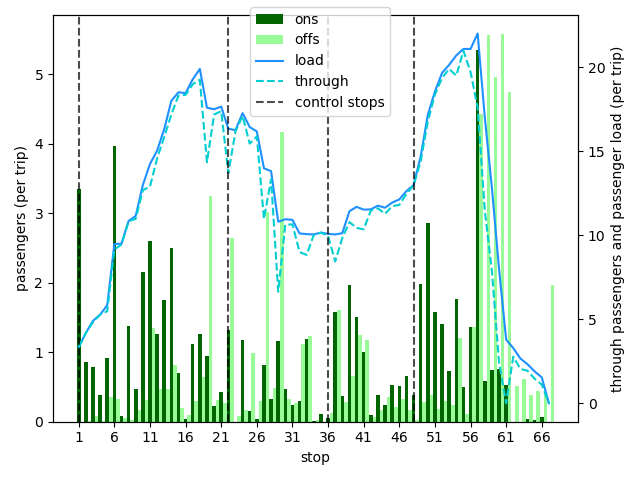 ons
offs
load
through
control stops
passengers (per trip)
0
1
2
3
4
5
through passengers and passenger load (per trip)
0
5
10
15
20
1 6 11 16 21 26 31 36 41 46 51 56 61 66
stop